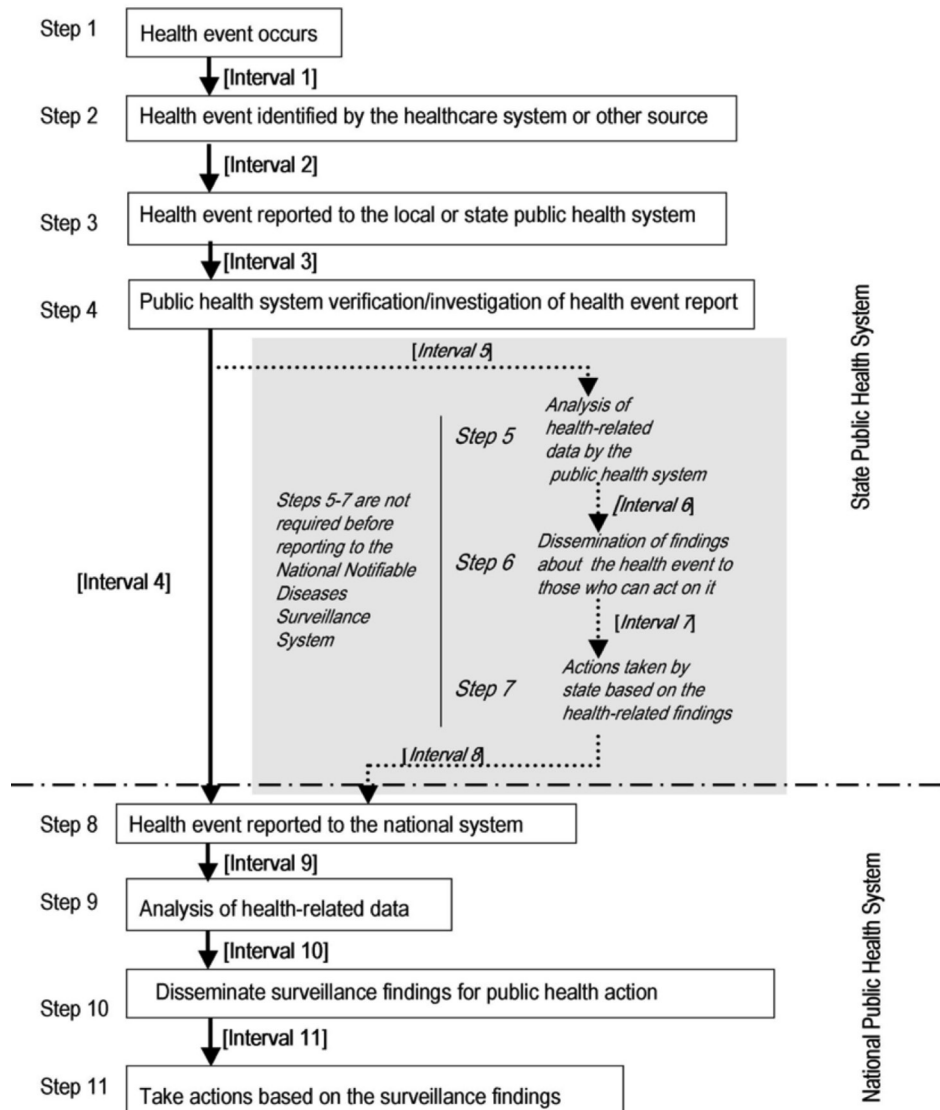 Step 1
Health event occurs
[Interval 1]
Step 2
Health event identified by the healthcare system or other source
[Interval 2]
Step 3
Health event reported to the local or state public health system
[Interval 3]
Step 4
Public health system verification/investigation of health event report
State Public Health System
[Interval 4]
[Interval 5]
Steps 5-7 are not
required before
reporting to the
National Notifiable
Diseases
Surveillance
System
Step 5
Analysis of
health-related
data by the
public health system
[Interval 6]
Step 6
Dissemination of findings
about the health event to
those who can act on it
[Interval 7]
Step 7
Actions taken by
state based on the
health-related findings
[Interval 8]
Step 8
Health event reported to the national system
[Interval 9]
Step 9
Analysis of health-related data
[Interval 10]
Step 10
Disseminate surveillance findings for public health action
[Interval 11]
Step 11
Take actions based on the surveillance findings
National Public Health System